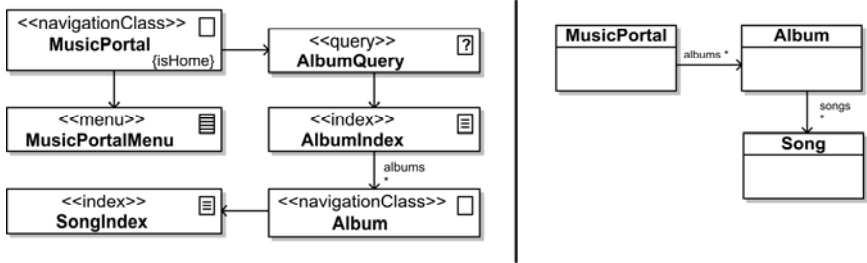 <<navigationClass>>
MusicPortal
{isHome}
<<query>>
AlbumQuery
?
<<menu>>
MusicPortalMenu
<<index>>
AlbumIndex
albums
*
<<index>>
SongIndex
<<navigationClass>>
Album
MusicPortal
albums *
Album
songs
*
Song